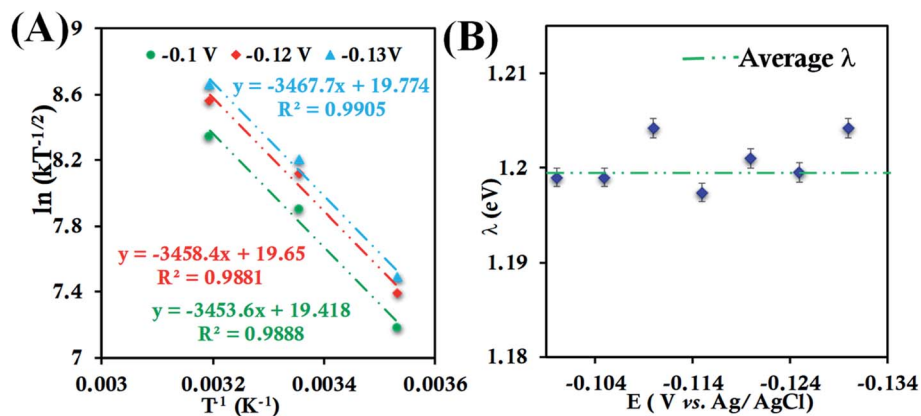 (A)
ln (kT-1/2)
9
8.6
8.2
7.8
7.4
7
-0.1 V -0.12 V -0.13V
y = -3467.7x + 19.774
R² = 0.9905
y = -3458.4x + 19.65
R² = 0.9881
y = -3453.6x + 19.418
R² = 0.9888
0.003 0.0032 0.0034 0.0036
T-1 (K-1)
(B)
λ (eV)
1.21
1.2
1.19
1.18
Average λ
-0.104 -0.114 -0.124 -0.134
E ( V vs. Ag/AgCl)